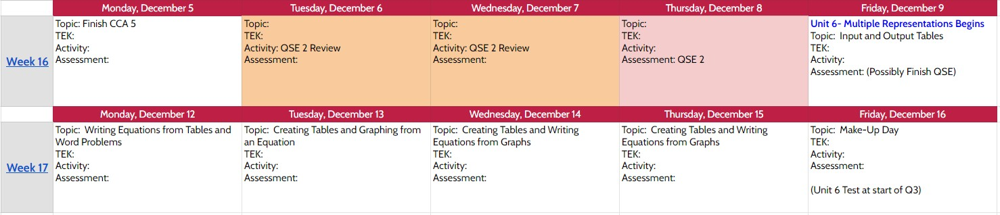 Monday, December 5
Tuesday, December 6
Wednesday, December 7
Thursday, December 8
Friday, December 9
Week 16
Topic: Finish CCA 5
TEK:
Activity:
Assessment:
Topic:
TEK:
Activity: QSE 2 Review
Assessment:
Topic:
TEK:
Activity: QSE 2 Review
Assessment:
Topic:
TEK:
Activity:
Assessment: QSE 2
Unit 6- Multiple Representations Begins
Topic: Input and Output Tables
TEK:
Activity:
Assessment: (Possibly Finish QSE)
Monday, December 12
Tuesday, December 13
Wednesday, December 14
Thursday, December 15
Friday, December 16
Week 17
Topic: Writing Equations from Tables and
Word Problems
TEK:
Activity:
Assessment:
Topic: Creating Tables and Graphing from
an Equation
TEK:
Activity:
Assessment:
Topic: Creating Tables and Writing
Equations from Graphs
TEK:
Activity:
Assessment:
Topic: Creating Tables and Writing
Equations from Graphs
TEK:
Activity:
Assessment:
Topic: Make-Up Day
TEK:
Activity:
Assessment:
(Unit 6 Test at start of Q3)